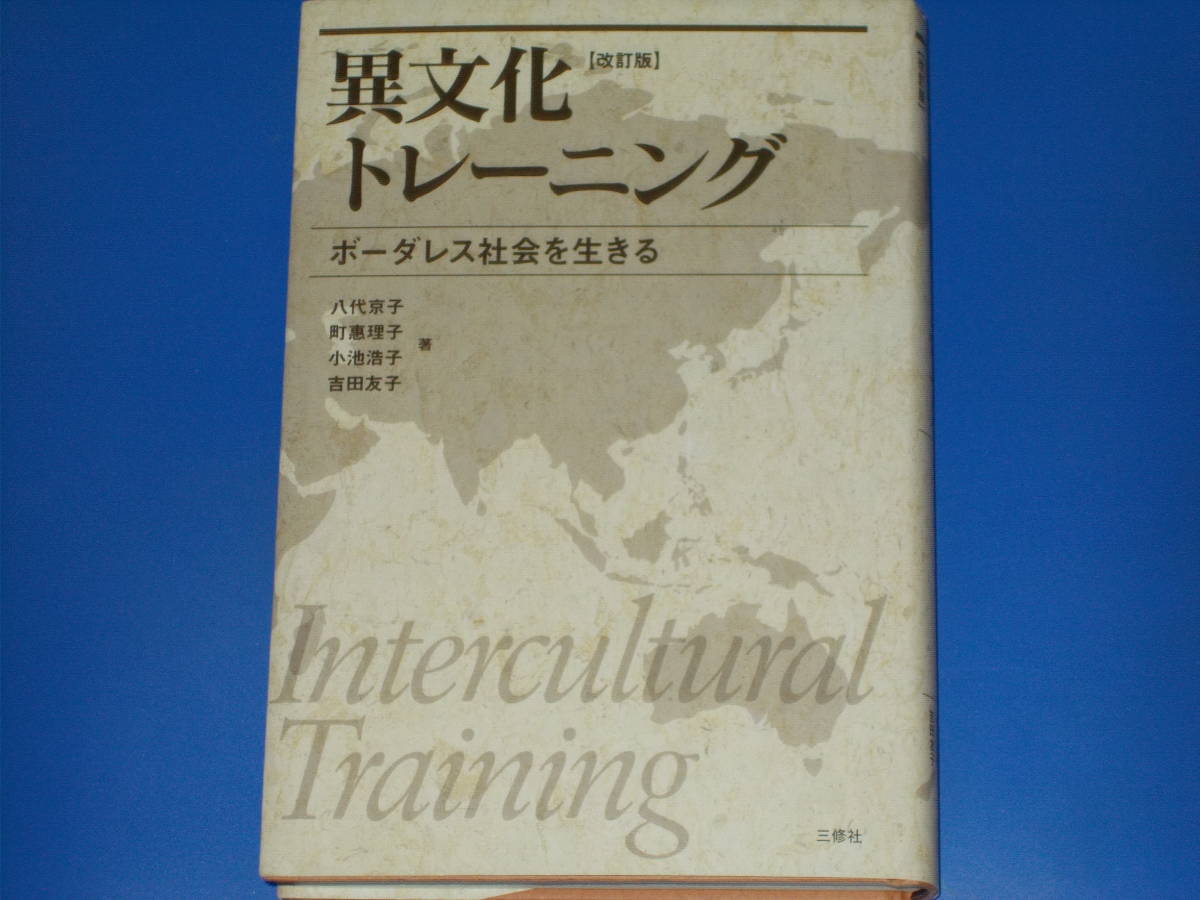 異文化【改訂版】
トレーニング
ボーダレス社会を生きる
八代京子
町惠理子
小池浩子
吉田友子
著
Intercultural
Training
三修社